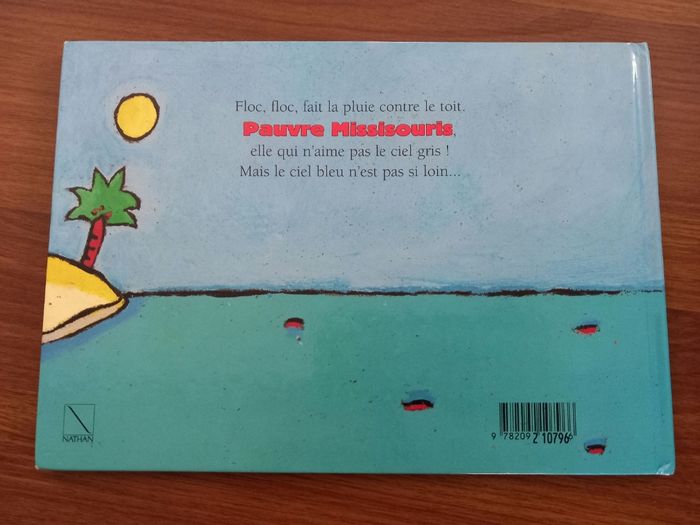 Floc, floc, fait la pluie contre le toit.
Pauvre Missisouris,
elle qui n'aime pas le ciel gris !
Mais le ciel bleu n'est pas si loin...
NATHAN
9 782092 107966